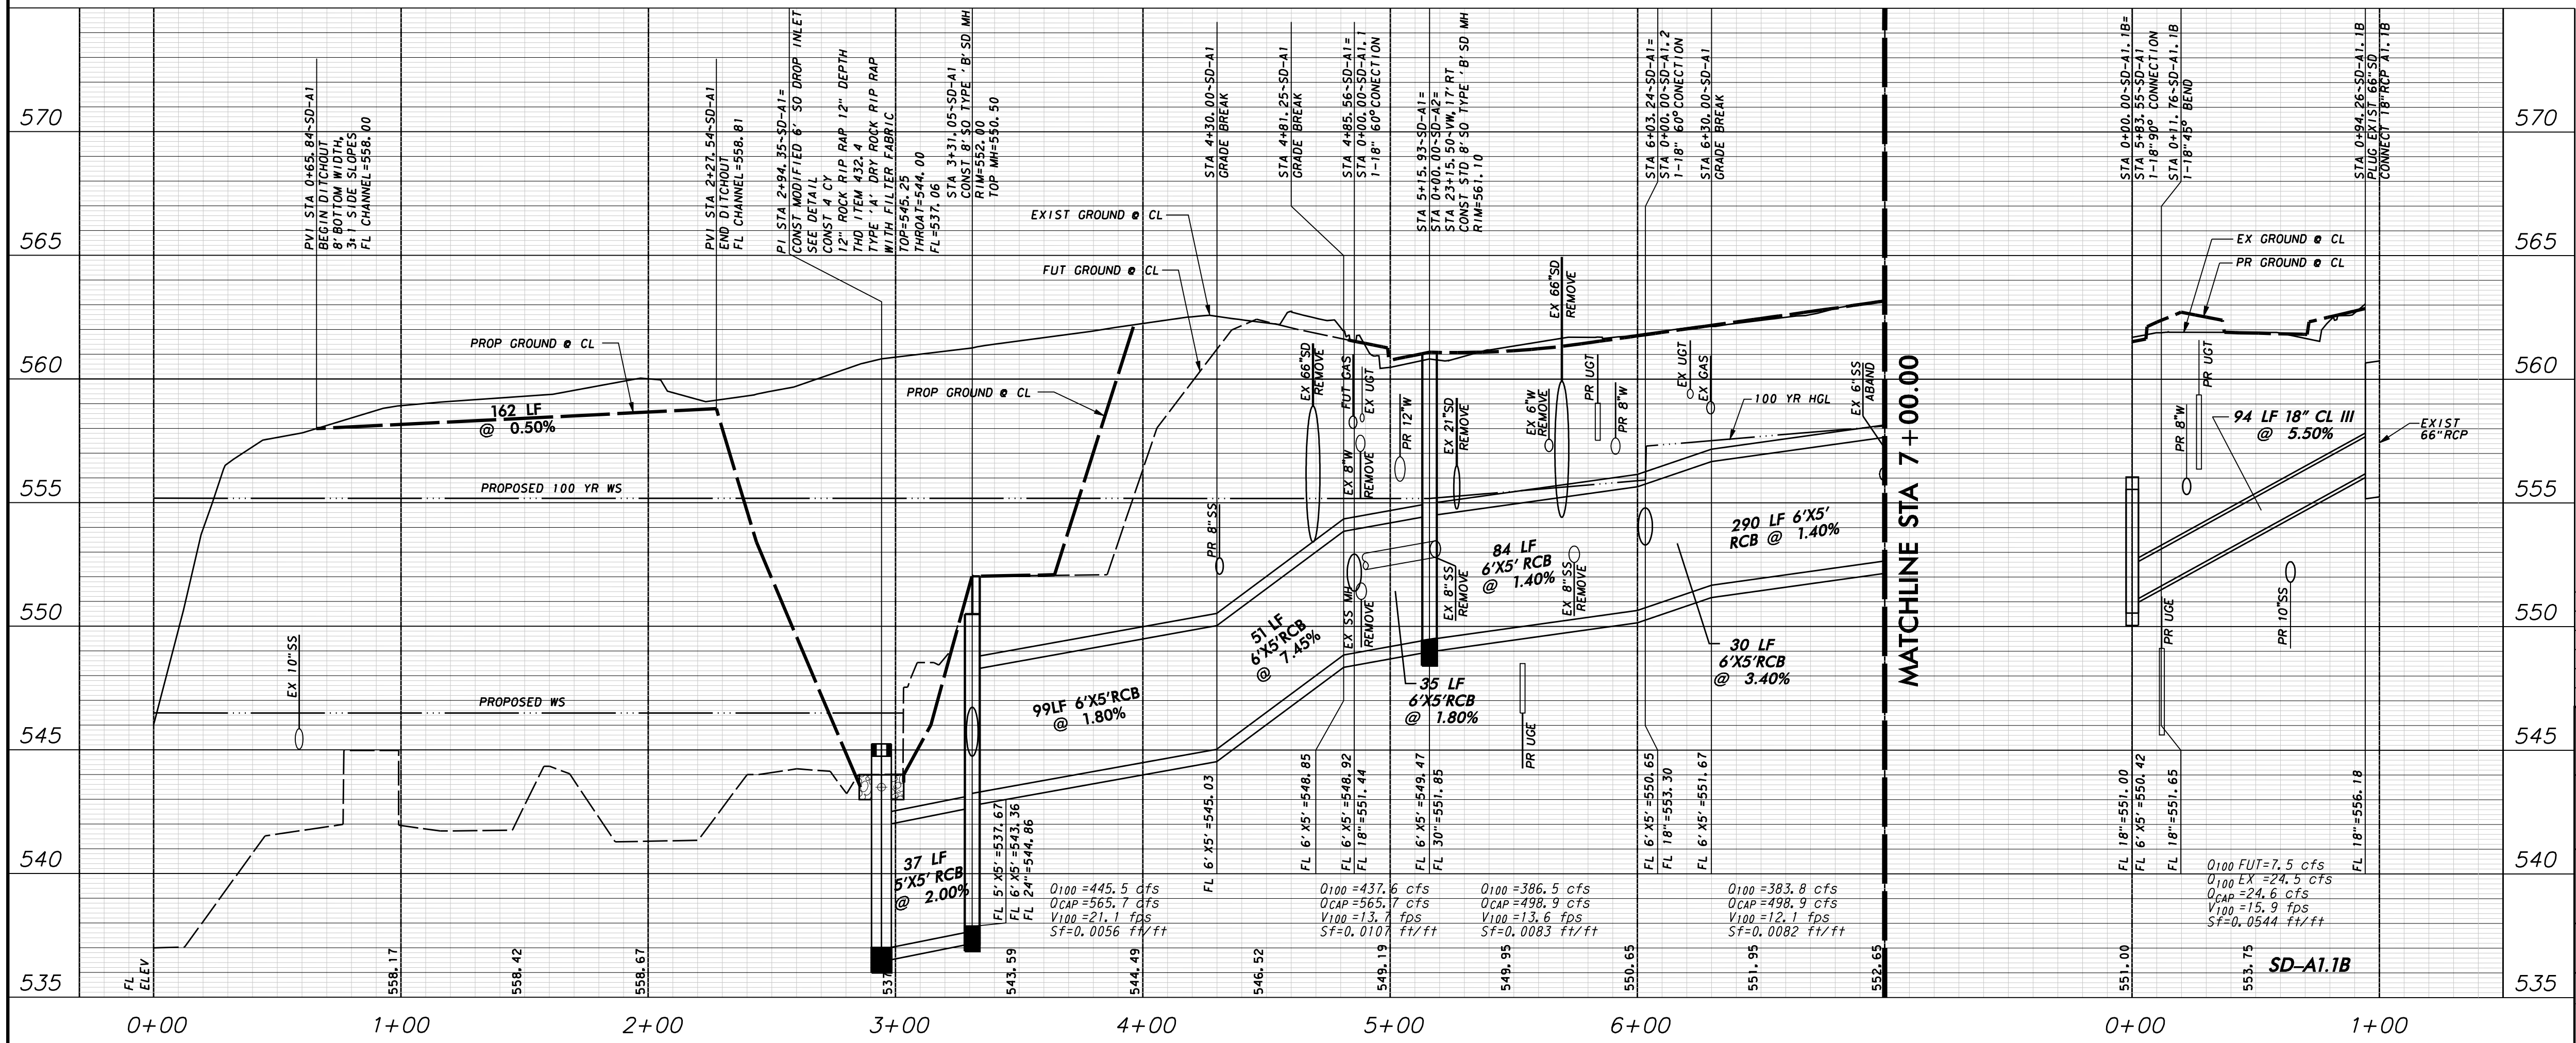 570
565
560
555
550
545
540
535
PVI STA 0+65.84~SD-A1
BEGIN DITCHOUT
8' BOTTOM WIDTH,
3:1 SIDE SLOPES
FL CHANNEL=558.00
PVI STA 2+27.54~SD-A1
END DITCHOUT
FL CHANNEL=558.81
PI STA 2+94.35~SD-A1=
CONST MODIFIED 6' SO DROP INLET
SEE DETAIL
CONST 4 CY
12" ROCK RIP RAP 12" DEPTH
THD ITEM 432.4
TYPE 'A' DRY ROCK RIP RAP
WITH FILTER FABRIC
TOP=545.25
THROAT=544.00
FL=537.06
STA 3+31.05~SD-A1
CONST 8' SO TYPE 'B' SD MH
RIM=552.00
TOP MH=550.50
STA 4+30.00~SD-A1
GRADE BREAK
STA 4+81.25~SD-A1
GRADE BREAK
STA 4+85.56~SD-A1=
STA 0+00.00~SD-A1.1
1-18" 60° CONECTION
STA 5+15.93~SD-A1=
STA 0+00.00~SD-A2=
STA 23+15.50~VW, 17' RT
CONST STD 8' SO TYPE 'B' SD MH
RIM=561.10
STA 6+03.24~SD-A1=
STA 0+00.00~SD-A1.2
1-18" 60° CONECTION
STA 6+30.00~SD-A1
GRADE BREAK
EXIST GROUND @ CL
FUT GROUND @ CL
PROP GROUND @ CL
PROP GROUND @ CL
162 LF
@ 0.50%
PROPOSED 100 YR WS
PROPOSED WS
EX 10"SS
37 LF
5'X5' RCB
@ 2.00%
99LF 6'X5'RCB
@ 1.80%
51 LF
6'X5'RCB
@ 7.45%
35 LF
6'X5'RCB
@ 1.80%
84 LF
6'X5' RCB
@ 1.40%
30 LF
6'X5'RCB
@ 3.40%
290 LF 6'X5'
RCB @ 1.40%
100 YR HGL
PR 8"SS
EX 66"SD
REMOVE
FUT GAS
EX UGT
EX 8"W
REMOVE
EX SS MH
REMOVE
PR 12"W
EX 21"SD
REMOVE
EX 8"SS
REMOVE
PR UGE
EX 6"W
REMOVE
EX 66"SD
REMOVE
EX 8"SS
REMOVE
PR UGT
PR 8"W
EX UGT
EX GAS
EX 6"SS
ABAND
MATCHLINE STA 7+00.00
FL 5'X5'=537.67
FL 6'X5'=543.36
FL 24"=544.86
FL 6'X5'=545.03
FL 6'X5'=548.85
FL 6'X5'=548.92
FL 18"=551.44
FL 6'X5'=549.47
FL 30"=551.85
FL 6'X5'=550.65
FL 18"=553.30
FL 6'X5'=551.67
Q100 =445.5 cfs
QCAP =565.7 cfs
V100 =21.1 fps
Sf=0.0056 ft/ft
Q100 =437.6 cfs
QCAP =565.7 cfs
V100 =13.7 fps
Sf=0.0107 ft/ft
Q100 =386.5 cfs
QCAP =498.9 cfs
V100 =13.6 fps
Sf=0.0083 ft/ft
Q100 =383.8 cfs
QCAP =498.9 cfs
V100 =12.1 fps
Sf=0.0082 ft/ft
FL
ELEV
558.17
558.42
558.67
537
543.59
544.49
546.52
549.19
549.95
550.65
551.95
552.65
0+00
1+00
2+00
3+00
4+00
5+00
6+00
STA 0+00.00~SD-A1.1B=
STA 5+83.55~SD-A1
1-18"90° CONNECTION
STA 0+11.76~SD-A1.1B
1-18"45° BEND
STA 0+94.26~SD-A1.1B
PLUG EXIST 66"SD
CONNECT 18"RCP A1.1B
EX GROUND @ CL
PR GROUND @ CL
PR UGT
PR 8"W
94 LF 18" CL III
@ 5.50%
EXIST
66"RCP
PR UGE
PR 10"SS
FL 18"=551.00
FL 6'X5'=550.42
FL 18"=551.65
FL 18"=556.18
Q100 FUT=7.5 cfs
Q100 EX =24.5 cfs
QCAP =24.6 cfs
V100 =15.9 fps
Sf=0.0544 ft/ft
551.00
553.75
SD-A1.1B
570
565
560
555
550
545
540
535
0+00
1+00